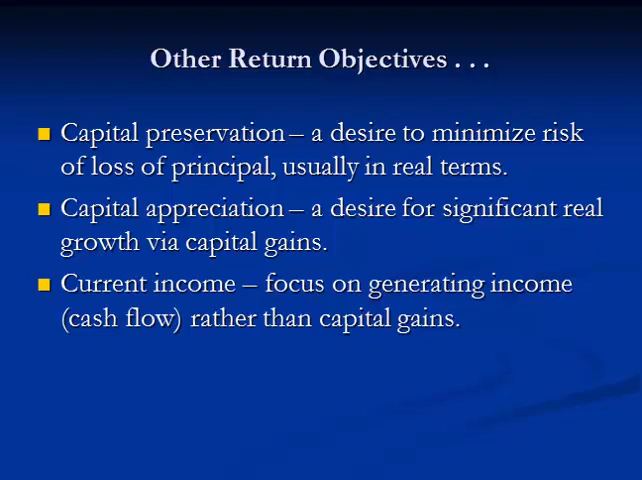 Other Return Objectives . . .
Capital preservation – a desire to minimize risk
of loss of principal, usually in real terms.
Capital appreciation – a desire for significant real
growth via capital gains.
Current income – focus on generating income
(cash flow) rather than capital gains.